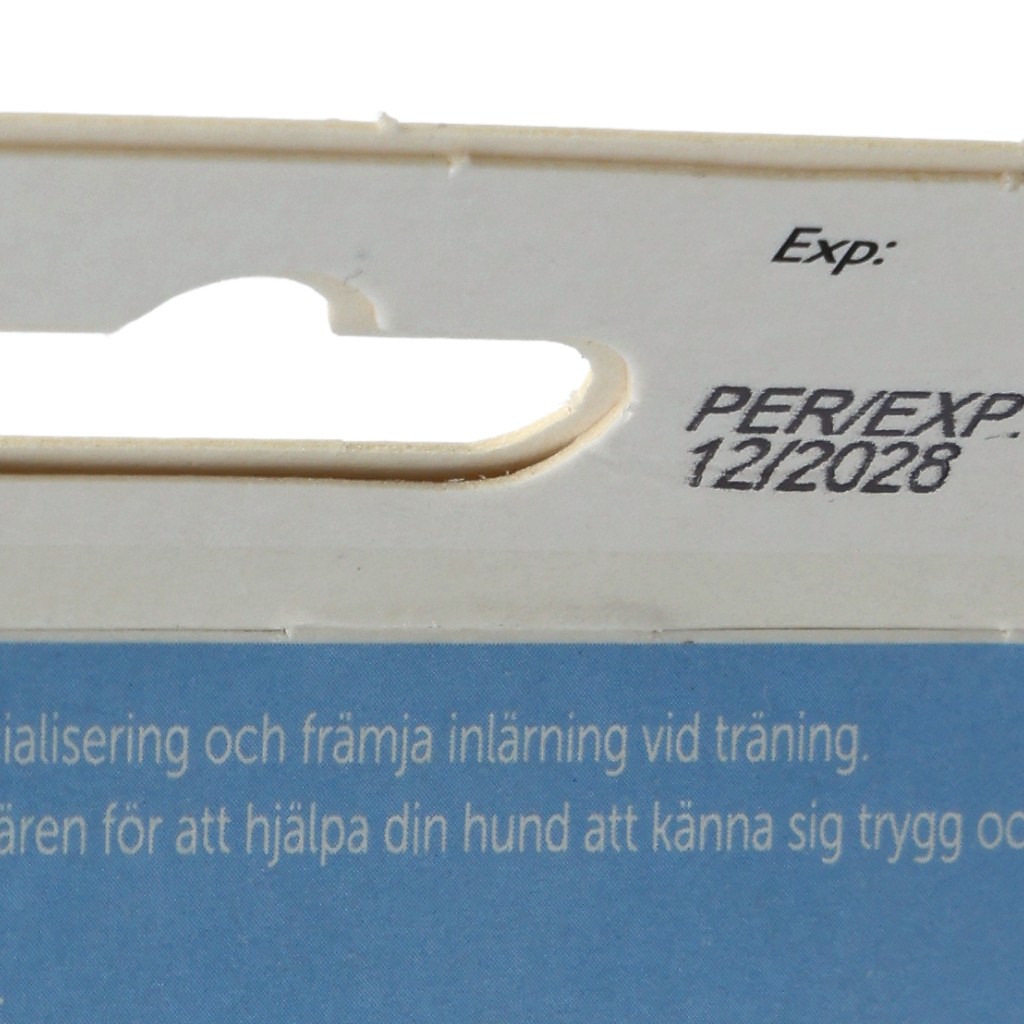 Exp:
PER/EXP.
12/2028
ialisering och främja inlärning vid träning.
ären för att hjälpa din hund att känna sig trygg oc